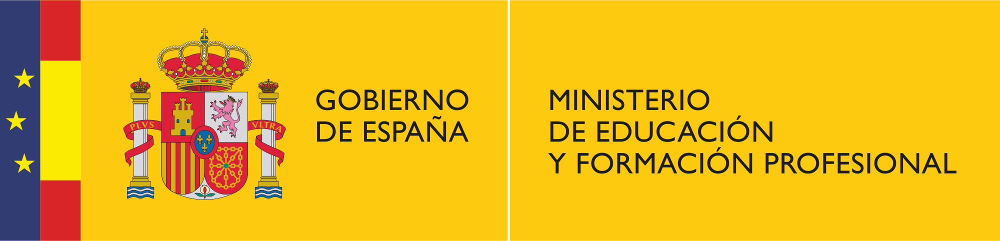 PLVS VLTRA
GOBIERNO
DE ESPAÑA
MINISTERIO
DE EDUCACIÓN
Y FORMACIÓN PROFESIONAL